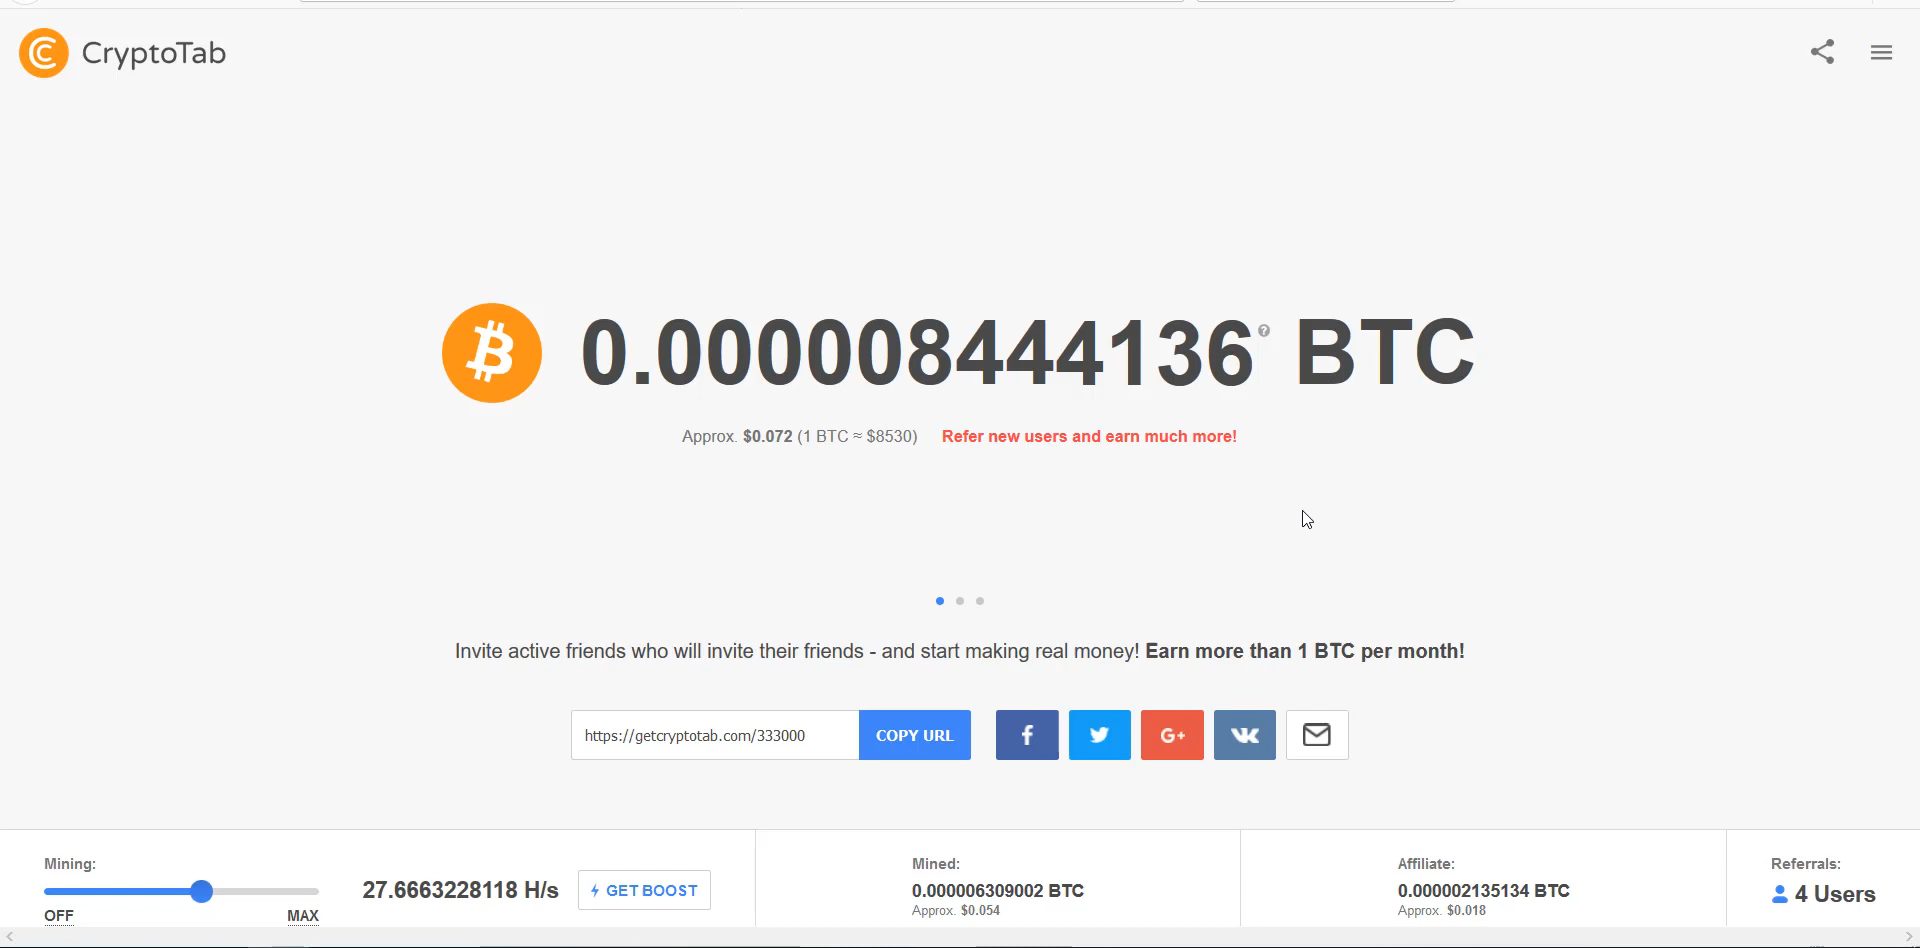 CryptoTab
0.000008444136 BTC
Approx. $0.072 (1 BTC ≈ $8530) Refer new users and earn much more!
Invite active friends who will invite their friends - and start making real money! Earn more than 1 BTC per month!
https://getcryptotab.com/333000 COPY URL
Mining:
27.6663228118 H/s GET BOOST
OFF MAX
Mined:
0.000006309002 BTC
Approx. $0.054
Affiliate:
0.000002135134 BTC
Approx. $0.018
Referrals:
4 Users